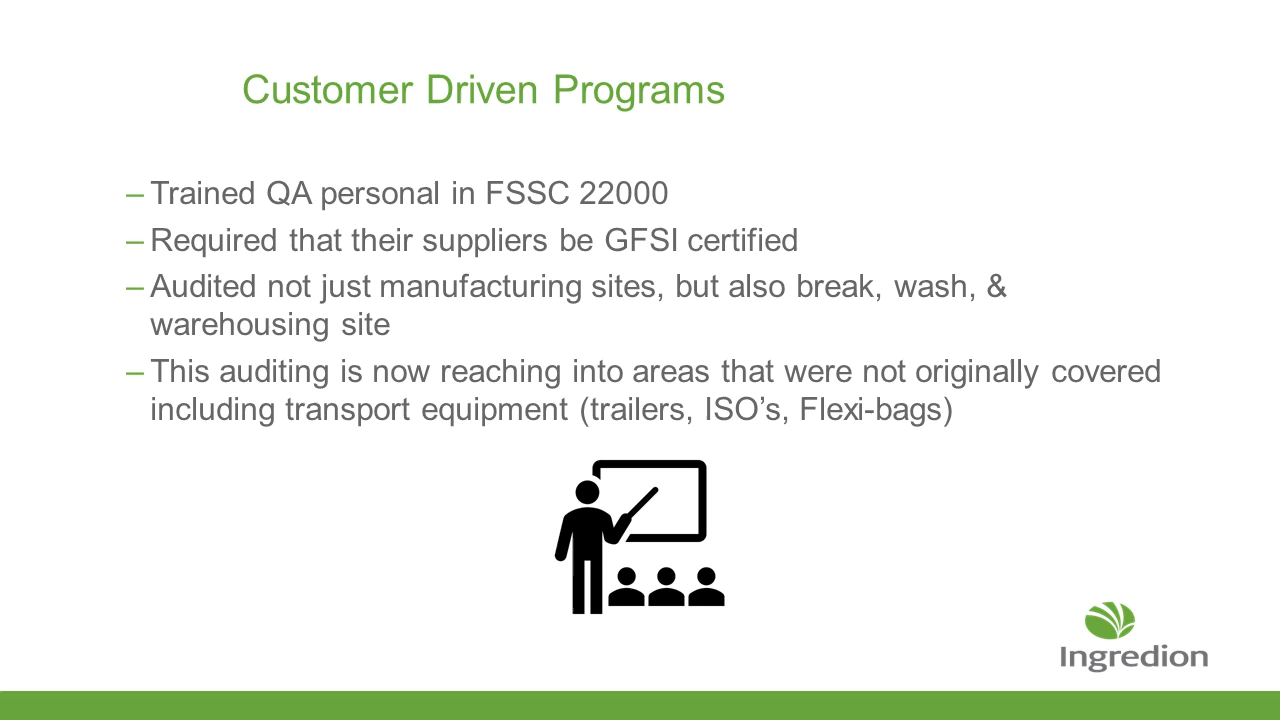 Customer Driven Programs
– Trained QA personal in FSSC 22000
– Required that their suppliers be GFSI certified
– Audited not just manufacturing sites, but also break, wash, &
warehousing site
– This auditing is now reaching into areas that were not originally covered
including transport equipment (trailers, ISO’s, Flexi-bags)
Ingredion